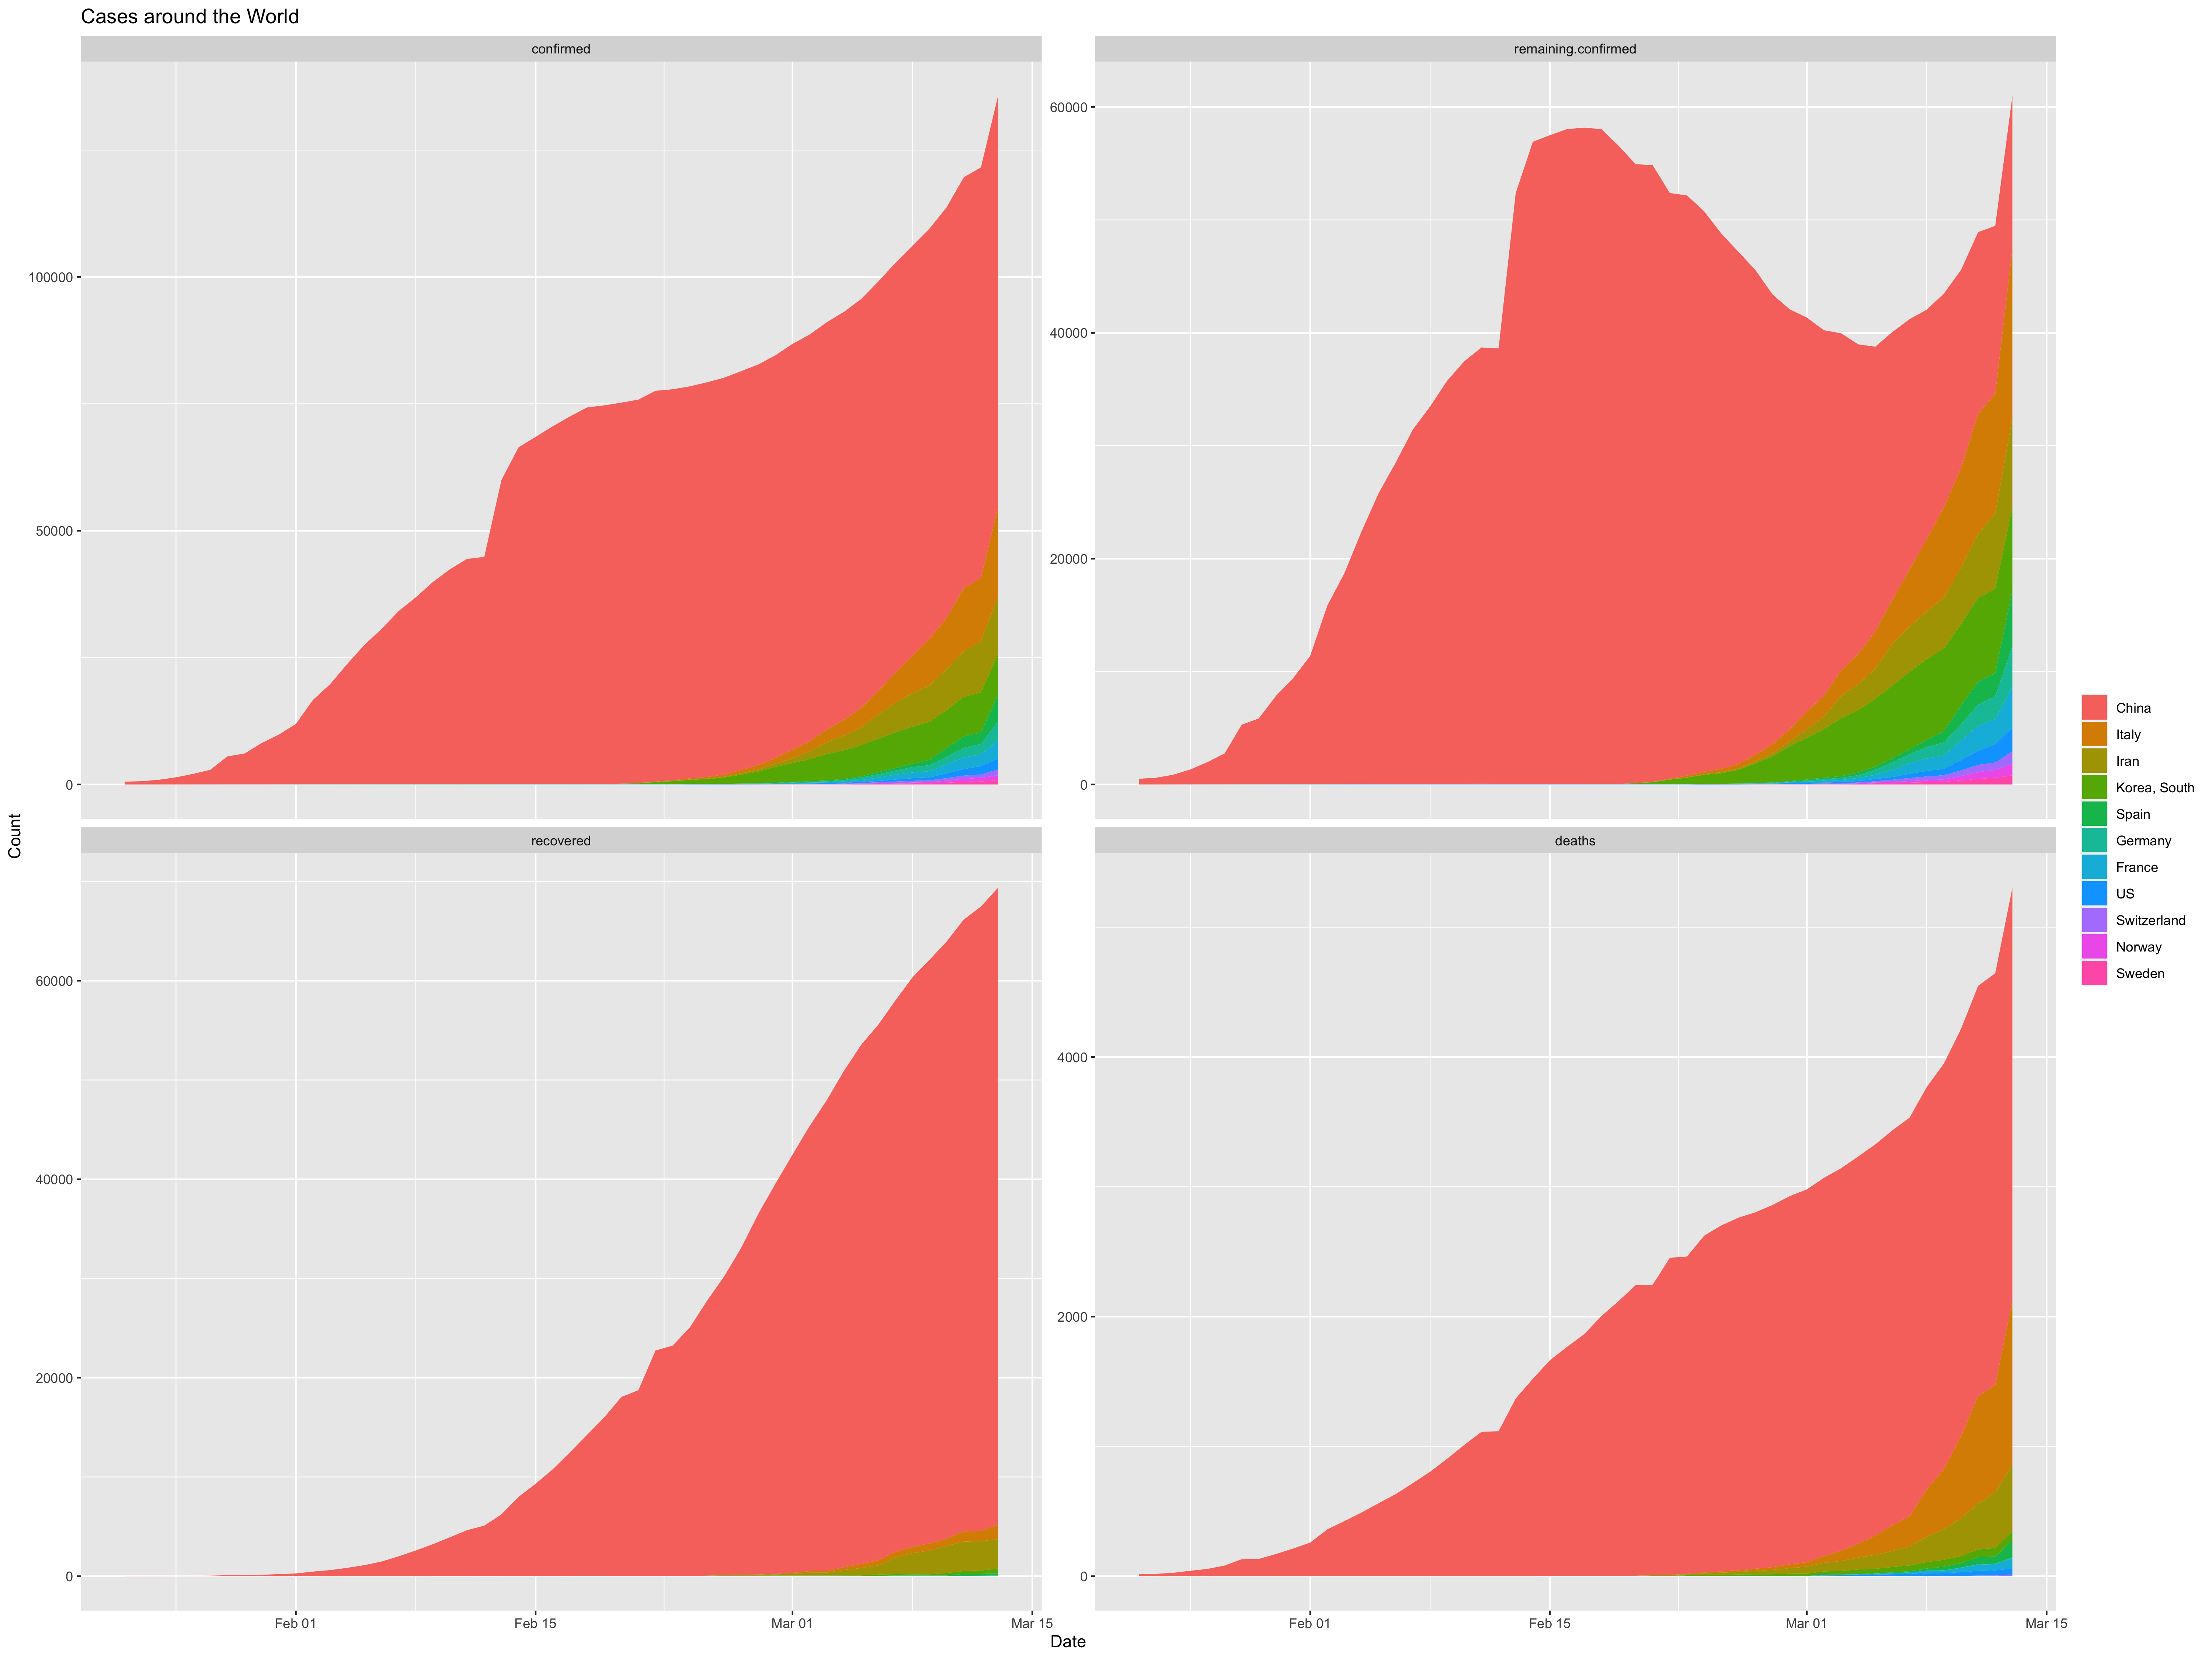 Cases around the World
confirmed
remaining.confirmed
100000
50000
0
60000
40000
20000
0
recovered
deaths
60000
40000
20000
0
4000
2000
0
Feb 01
Feb 15
Mar 01
Mar 15
Feb 01
Feb 15
Mar 01
Mar 15
Date
Count
China
Italy
Iran
Korea, South
Spain
Germany
France
US
Switzerland
Norway
Sweden